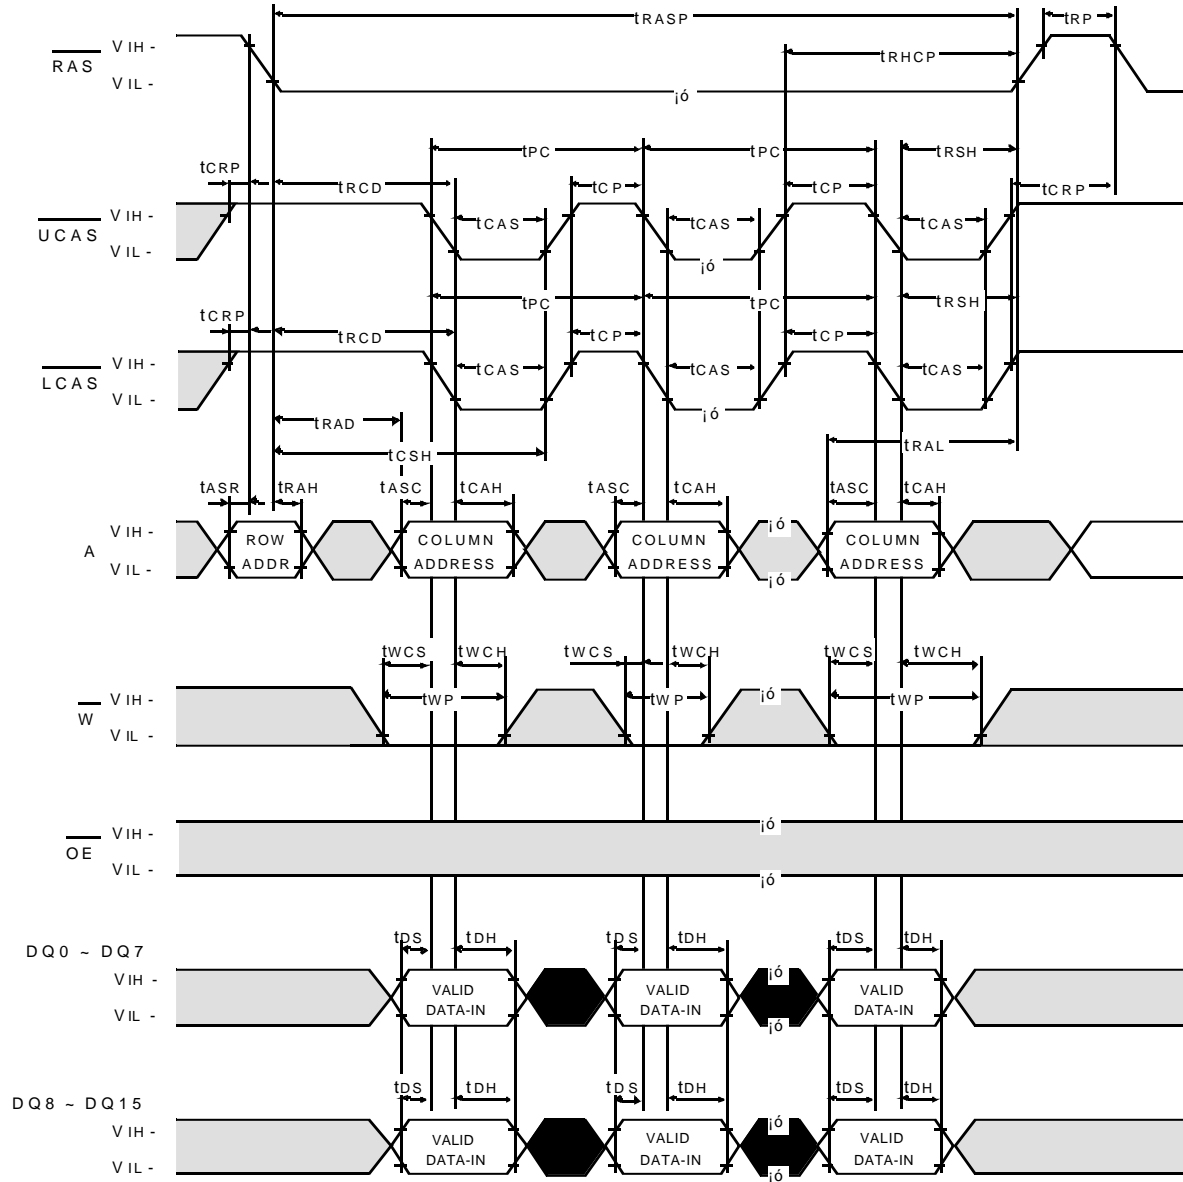 tRASP
tRP
RAS
VIH -
tRHCP
VIL -
¡ó
tCRP
tPC
tPC
tRSH
tRCD
tCP
tCP
tCRP
UCAS
VIH -
tCAS
tCAS
tCAS
VIL -
¡ó
tCRP
tPC
tPC
tRSH
tRCD
tCP
tCP
LCAS
VIH -
tCAS
tCAS
tCAS
VIL -
¡ó
tRAD
tRAL
tCSH
tASR
tRAH
tASC
tCAH
tASC
tCAH
tASC
tCAH
A
VIH -
ROW
COLUMN
COLUMN
¡ó
COLUMN
VIL -
ADDR
ADDRESS
ADDRESS
¡ó
ADDRESS
tWCS
tWCH
tWCS
tWCH
tWCS
tWCH
W
VIH -
tWP
tWP
¡ó
tWP
VIL -
OE
VIH -
¡ó
VIL -
¡ó
DQ0 ~ DQ7
tDS
tDH
tDS
tDH
tDS
tDH
VIH -
VALID
VALID
¡ó
VALID
VIL -
DATA-IN
DATA-IN
¡ó
DATA-IN
DQ8 ~ DQ15
tDS
tDH
tDS
tDH
tDS
tDH
VIH -
VALID
VALID
¡ó
VALID
VIL -
DATA-IN
DATA-IN
¡ó
DATA-IN